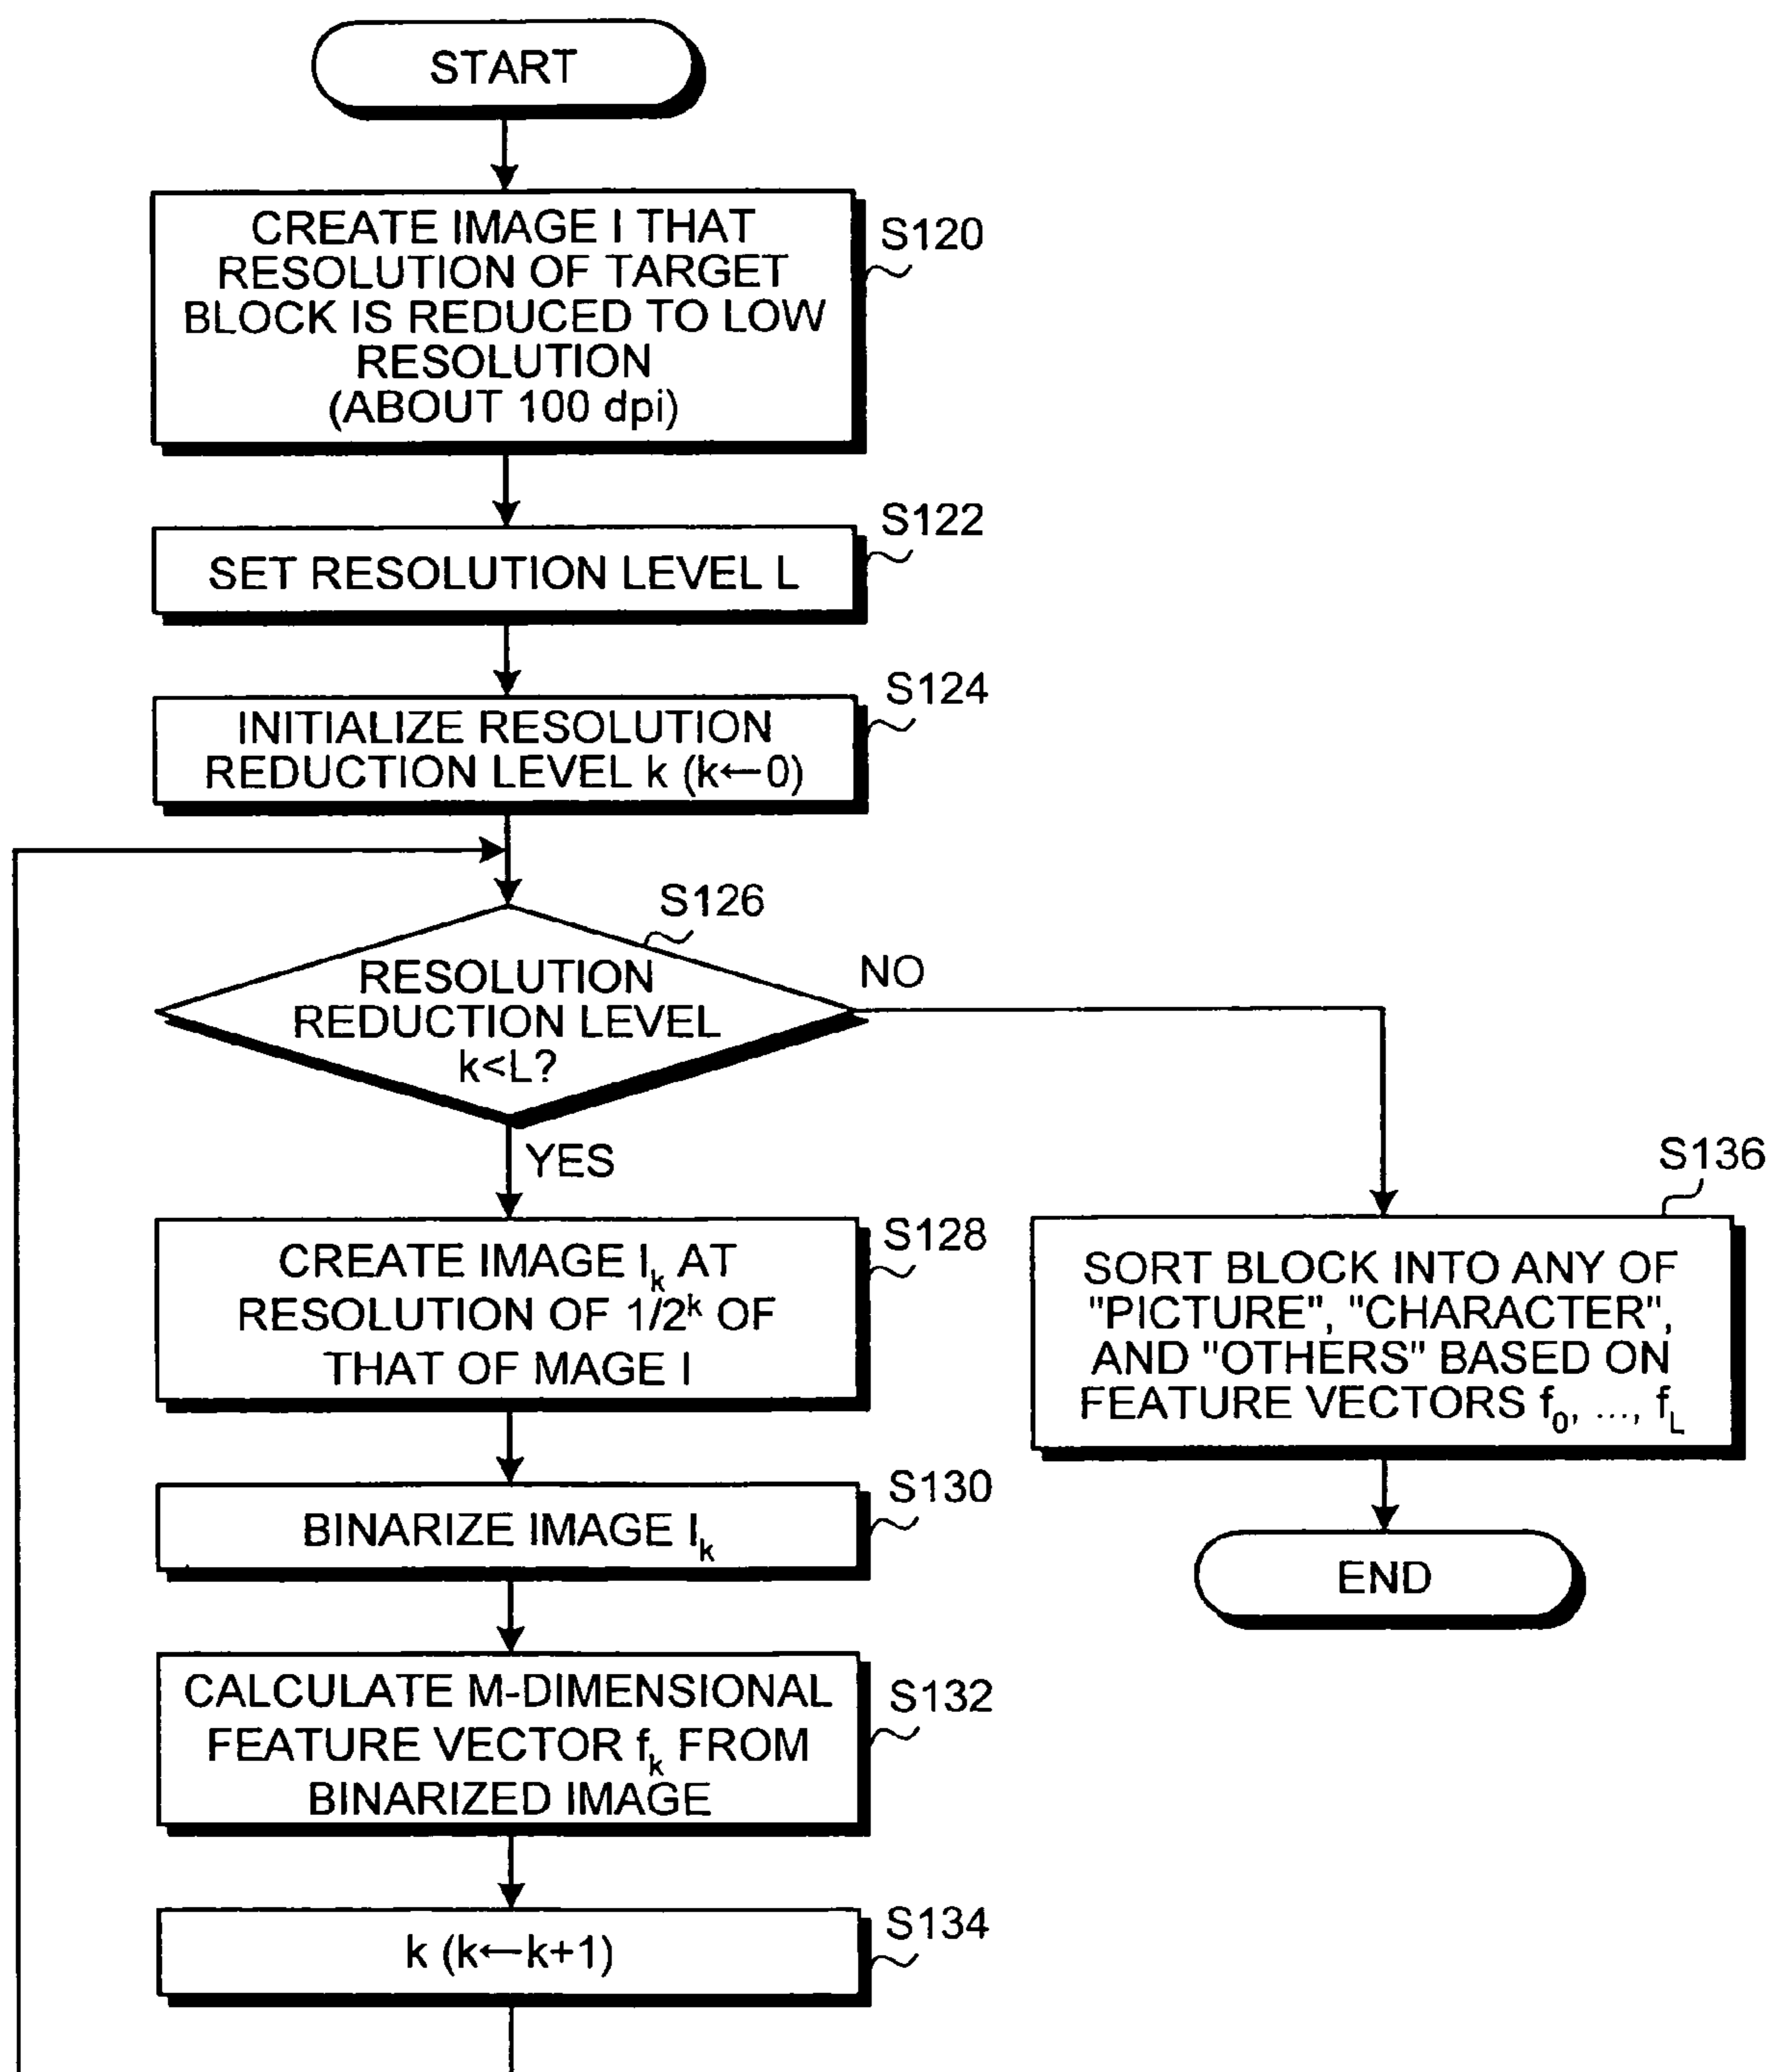 START
CREATE IMAGE I THAT
RESOLUTION OF TARGET
BLOCK IS REDUCED TO LOW
RESOLUTION
(ABOUT 100 dpi)
S120
SET RESOLUTION LEVEL L
S122
INITIALIZE RESOLUTION
REDUCTION LEVEL k (k←0)
S124
RESOLUTION
REDUCTION LEVEL
k<L?
S126
NO
YES
CREATE IMAGE Iₖ AT
RESOLUTION OF 1/2ᵏ OF
THAT OF MAGE I
S128
BINARIZE IMAGE Iₖ
S130
CALCULATE M-DIMENSIONAL
FEATURE VECTOR fₖ FROM
BINARIZED IMAGE
S132
k (k←k+1)
S134
S136
SORT BLOCK INTO ANY OF
"PICTURE", "CHARACTER",
AND "OTHERS" BASED ON
FEATURE VECTORS f₀, ..., f_L
END